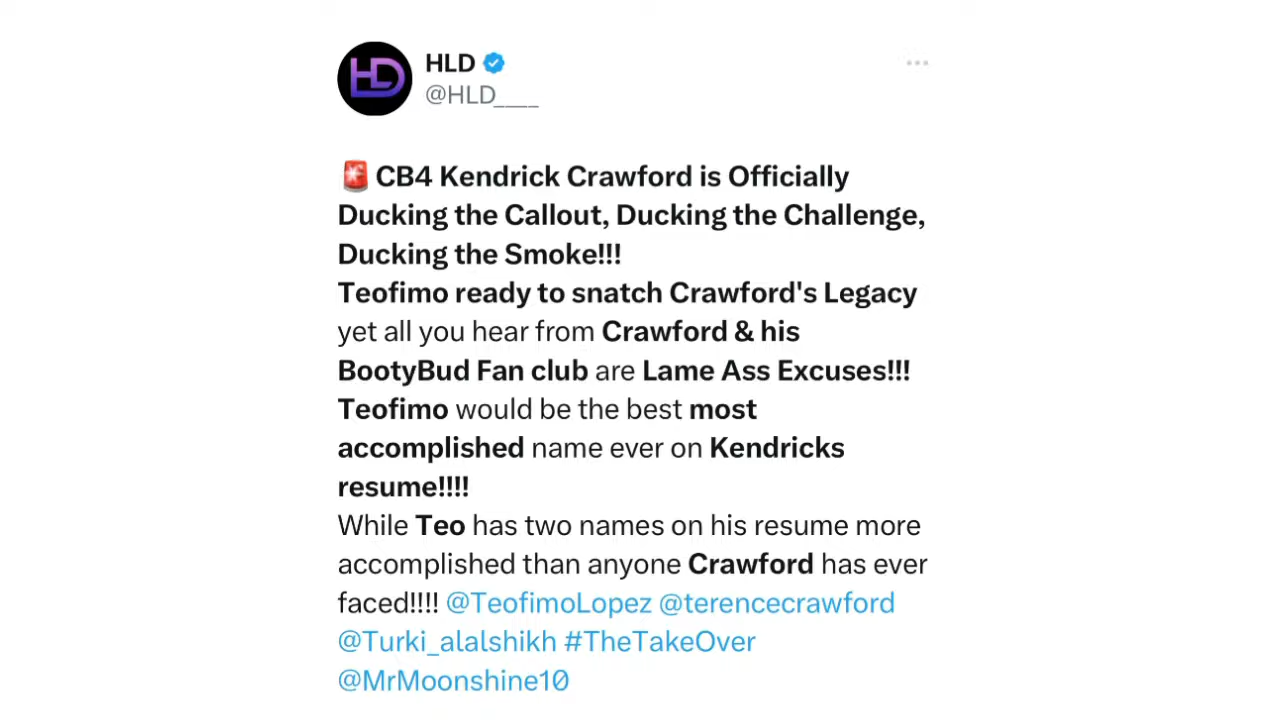 HD
HLD
@HLD____
🚨 CB4 Kendrick Crawford is Officially
Ducking the Callout, Ducking the Challenge,
Ducking the Smoke!!!
Teofimo ready to snatch Crawford's Legacy
yet all you hear from Crawford & his
BootyBud Fan club are Lame Ass Excuses!!!
Teofimo would be the best most
accomplished name ever on Kendricks
resume!!!!
While Teo has two names on his resume more
accomplished than anyone Crawford has ever
faced!!!! @TeofimoLopez @terencecrawford
@Turki_alalshikh #TheTakeOver
@MrMoonshine10